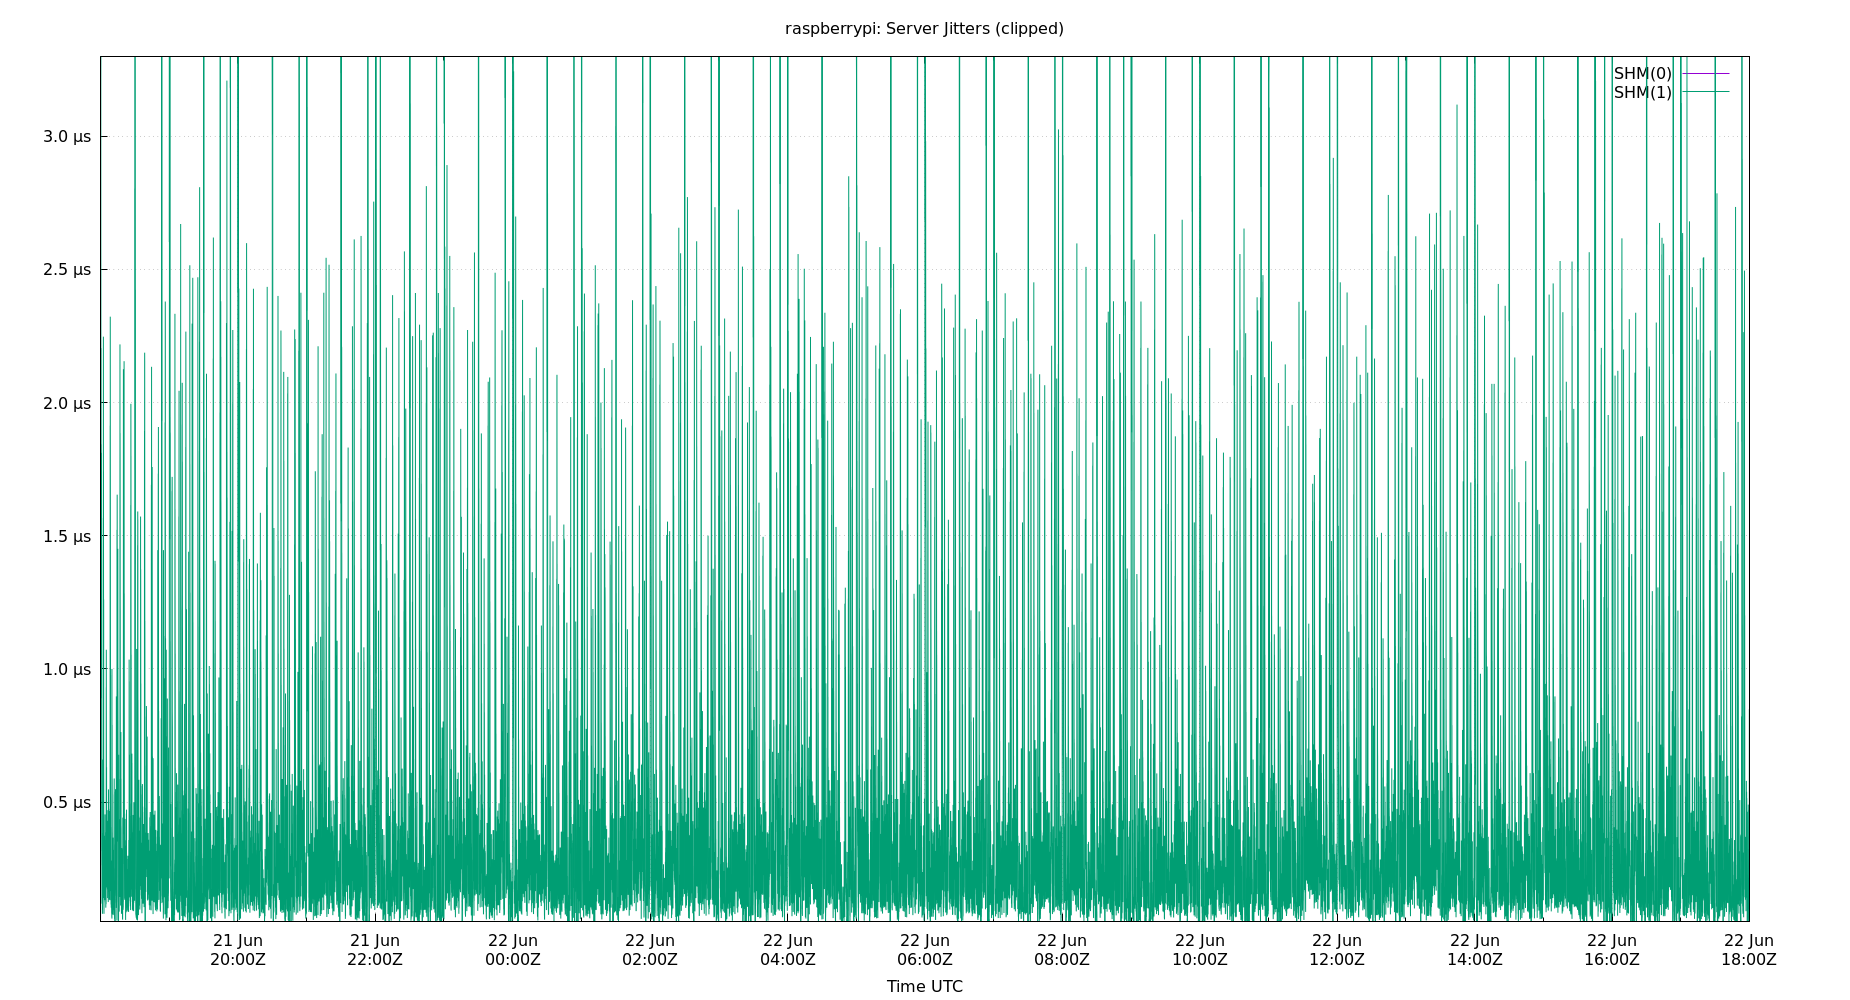 raspberrypi: Server Jitters (clipped)
SHM(0)
SHM(1)
3.0 µs
2.5 µs
2.0 µs
1.5 µs
1.0 µs
0.5 µs
21 Jun 21 Jun 22 Jun 22 Jun 22 Jun 22 Jun 22 Jun 22 Jun 22 Jun 22 Jun 22 Jun 22 Jun
20:00Z 22:00Z 00:00Z 02:00Z 04:00Z 06:00Z 08:00Z 10:00Z 12:00Z 14:00Z 16:00Z 18:00Z
Time UTC